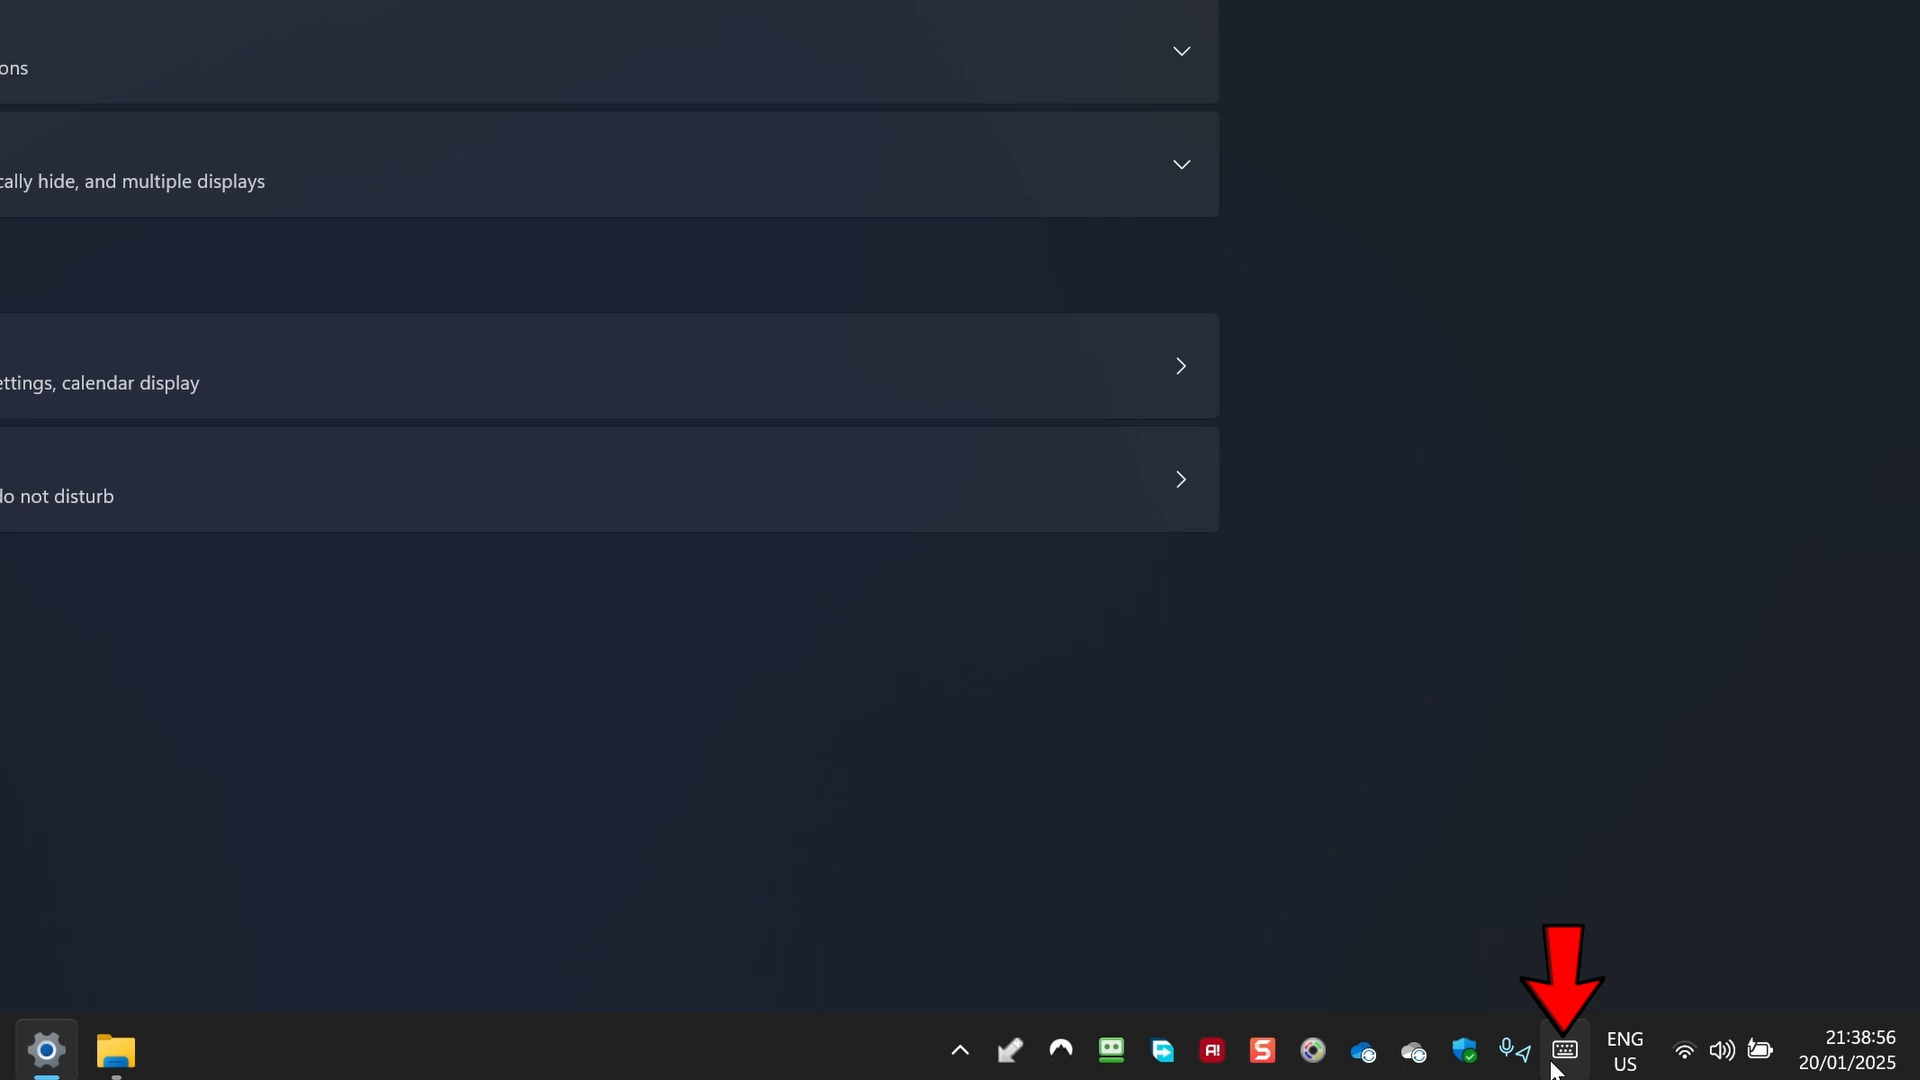 ons
cally hide, and multiple displays
ettings, calendar display
do not disturb
A!
S
ENG
US
21:38:56
20/01/2025